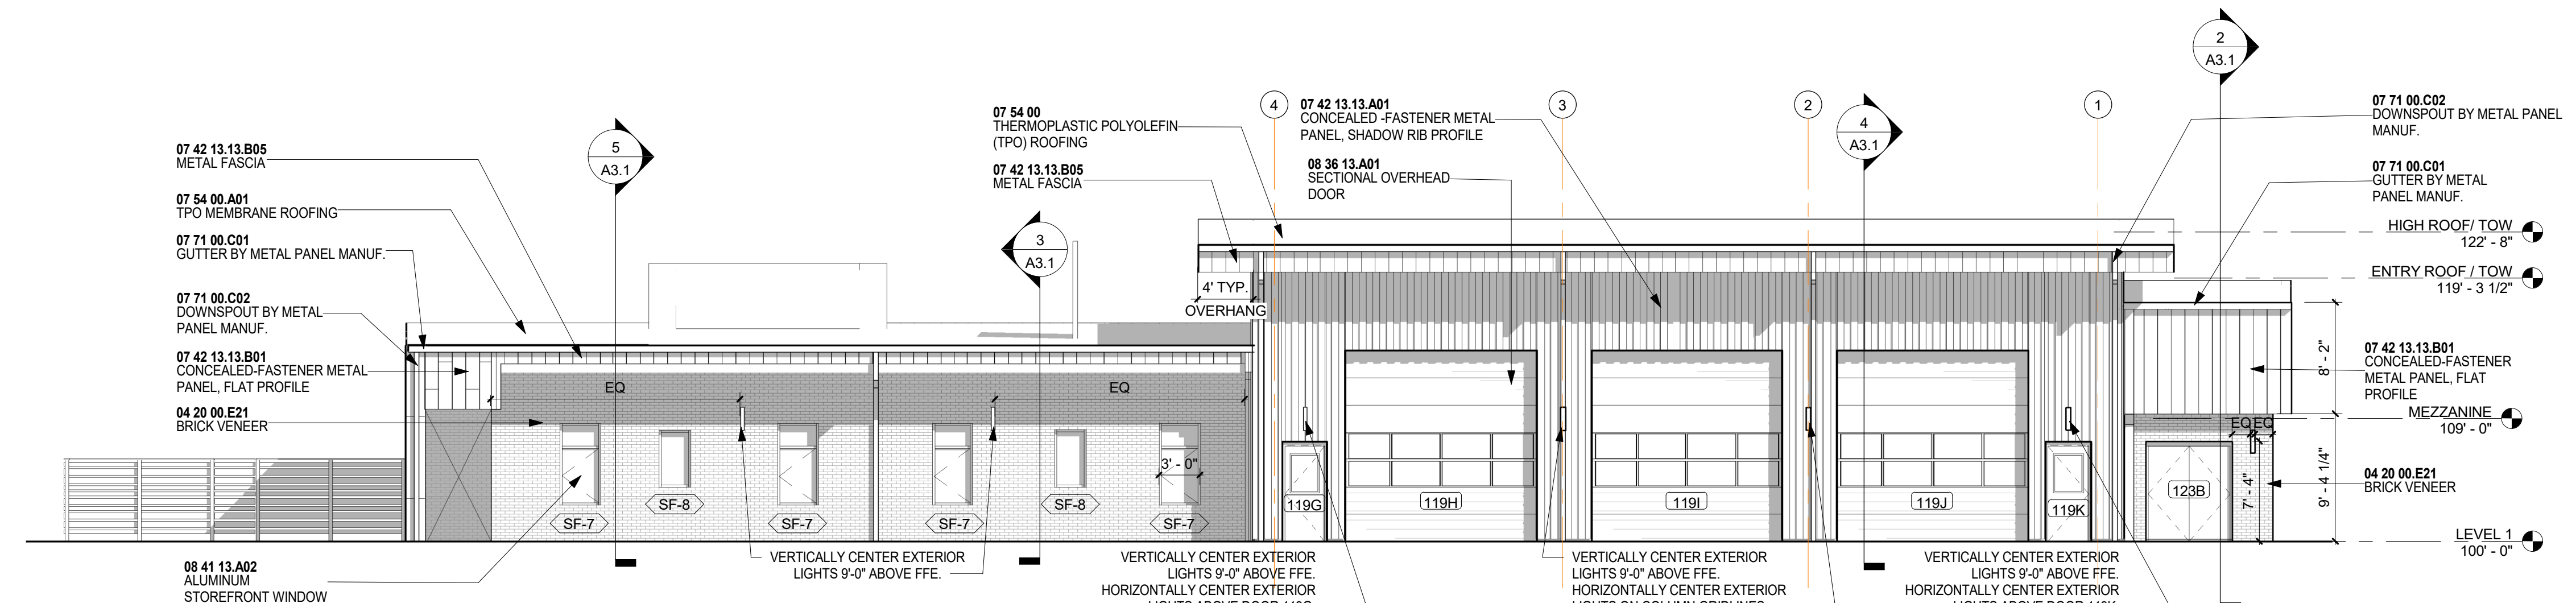 07 42 13.13.B05
METAL FASCIA
07 54 00.A01
TPO MEMBRANE ROOFING
07 71 00.C01
GUTTER BY METAL PANEL MANUF.
07 71 00.C02
DOWNSPOUT BY METAL
PANEL MANUF.
07 42 13.13.B01
CONCEALED-FASTENER METAL
PANEL, FLAT PROFILE
04 20 00.E21
BRICK VENEER
08 41 13.A02
ALUMINUM
STOREFRONT WINDOW
5
A3.1
3
A3.1
07 54 00
THERMOPLASTIC POLYOLEFIN
(TPO) ROOFING
07 42 13.13.B05
METAL FASCIA
4
07 42 13.13.A01
CONCEALED -FASTENER METAL
PANEL, SHADOW RIB PROFILE
08 36 13.A01
SECTIONAL OVERHEAD
DOOR
3
2
4
A3.1
1
2
A3.1
07 71 00.C02
DOWNSPOUT BY METAL PANEL
MANUF.
07 71 00.C01
GUTTER BY METAL
PANEL MANUF.
HIGH ROOF/ TOW
122' - 8"
ENTRY ROOF / TOW
119' - 3 1/2"
07 42 13.13.B01
CONCEALED-FASTENER
METAL PANEL, FLAT
PROFILE
MEZZANINE
109' - 0"
04 20 00.E21
BRICK VENEER
LEVEL 1
100' - 0"
4' TYP.
OVERHANG
EQ
EQ
3' - 0"
SF-7
SF-8
SF-7
SF-7
SF-8
SF-7
119G
119H
119I
119J
119K
123B
EQ
EQ
7' - 4"
8' - 2"
9' - 4 1/4"
VERTICALLY CENTER EXTERIOR
LIGHTS 9'-0" ABOVE FFE.
VERTICALLY CENTER EXTERIOR
LIGHTS 9'-0" ABOVE FFE.
HORIZONTALLY CENTER EXTERIOR
LIGHTS ABOVE DOOR 119G
VERTICALLY CENTER EXTERIOR
LIGHTS 9'-0" ABOVE FFE.
HORIZONTALLY CENTER EXTERIOR
LIGHTS ON COLUMN GRIDLINES
VERTICALLY CENTER EXTERIOR
LIGHTS 9'-0" ABOVE FFE.
HORIZONTALLY CENTER EXTERIOR
LIGHTS ABOVE DOOR 119K